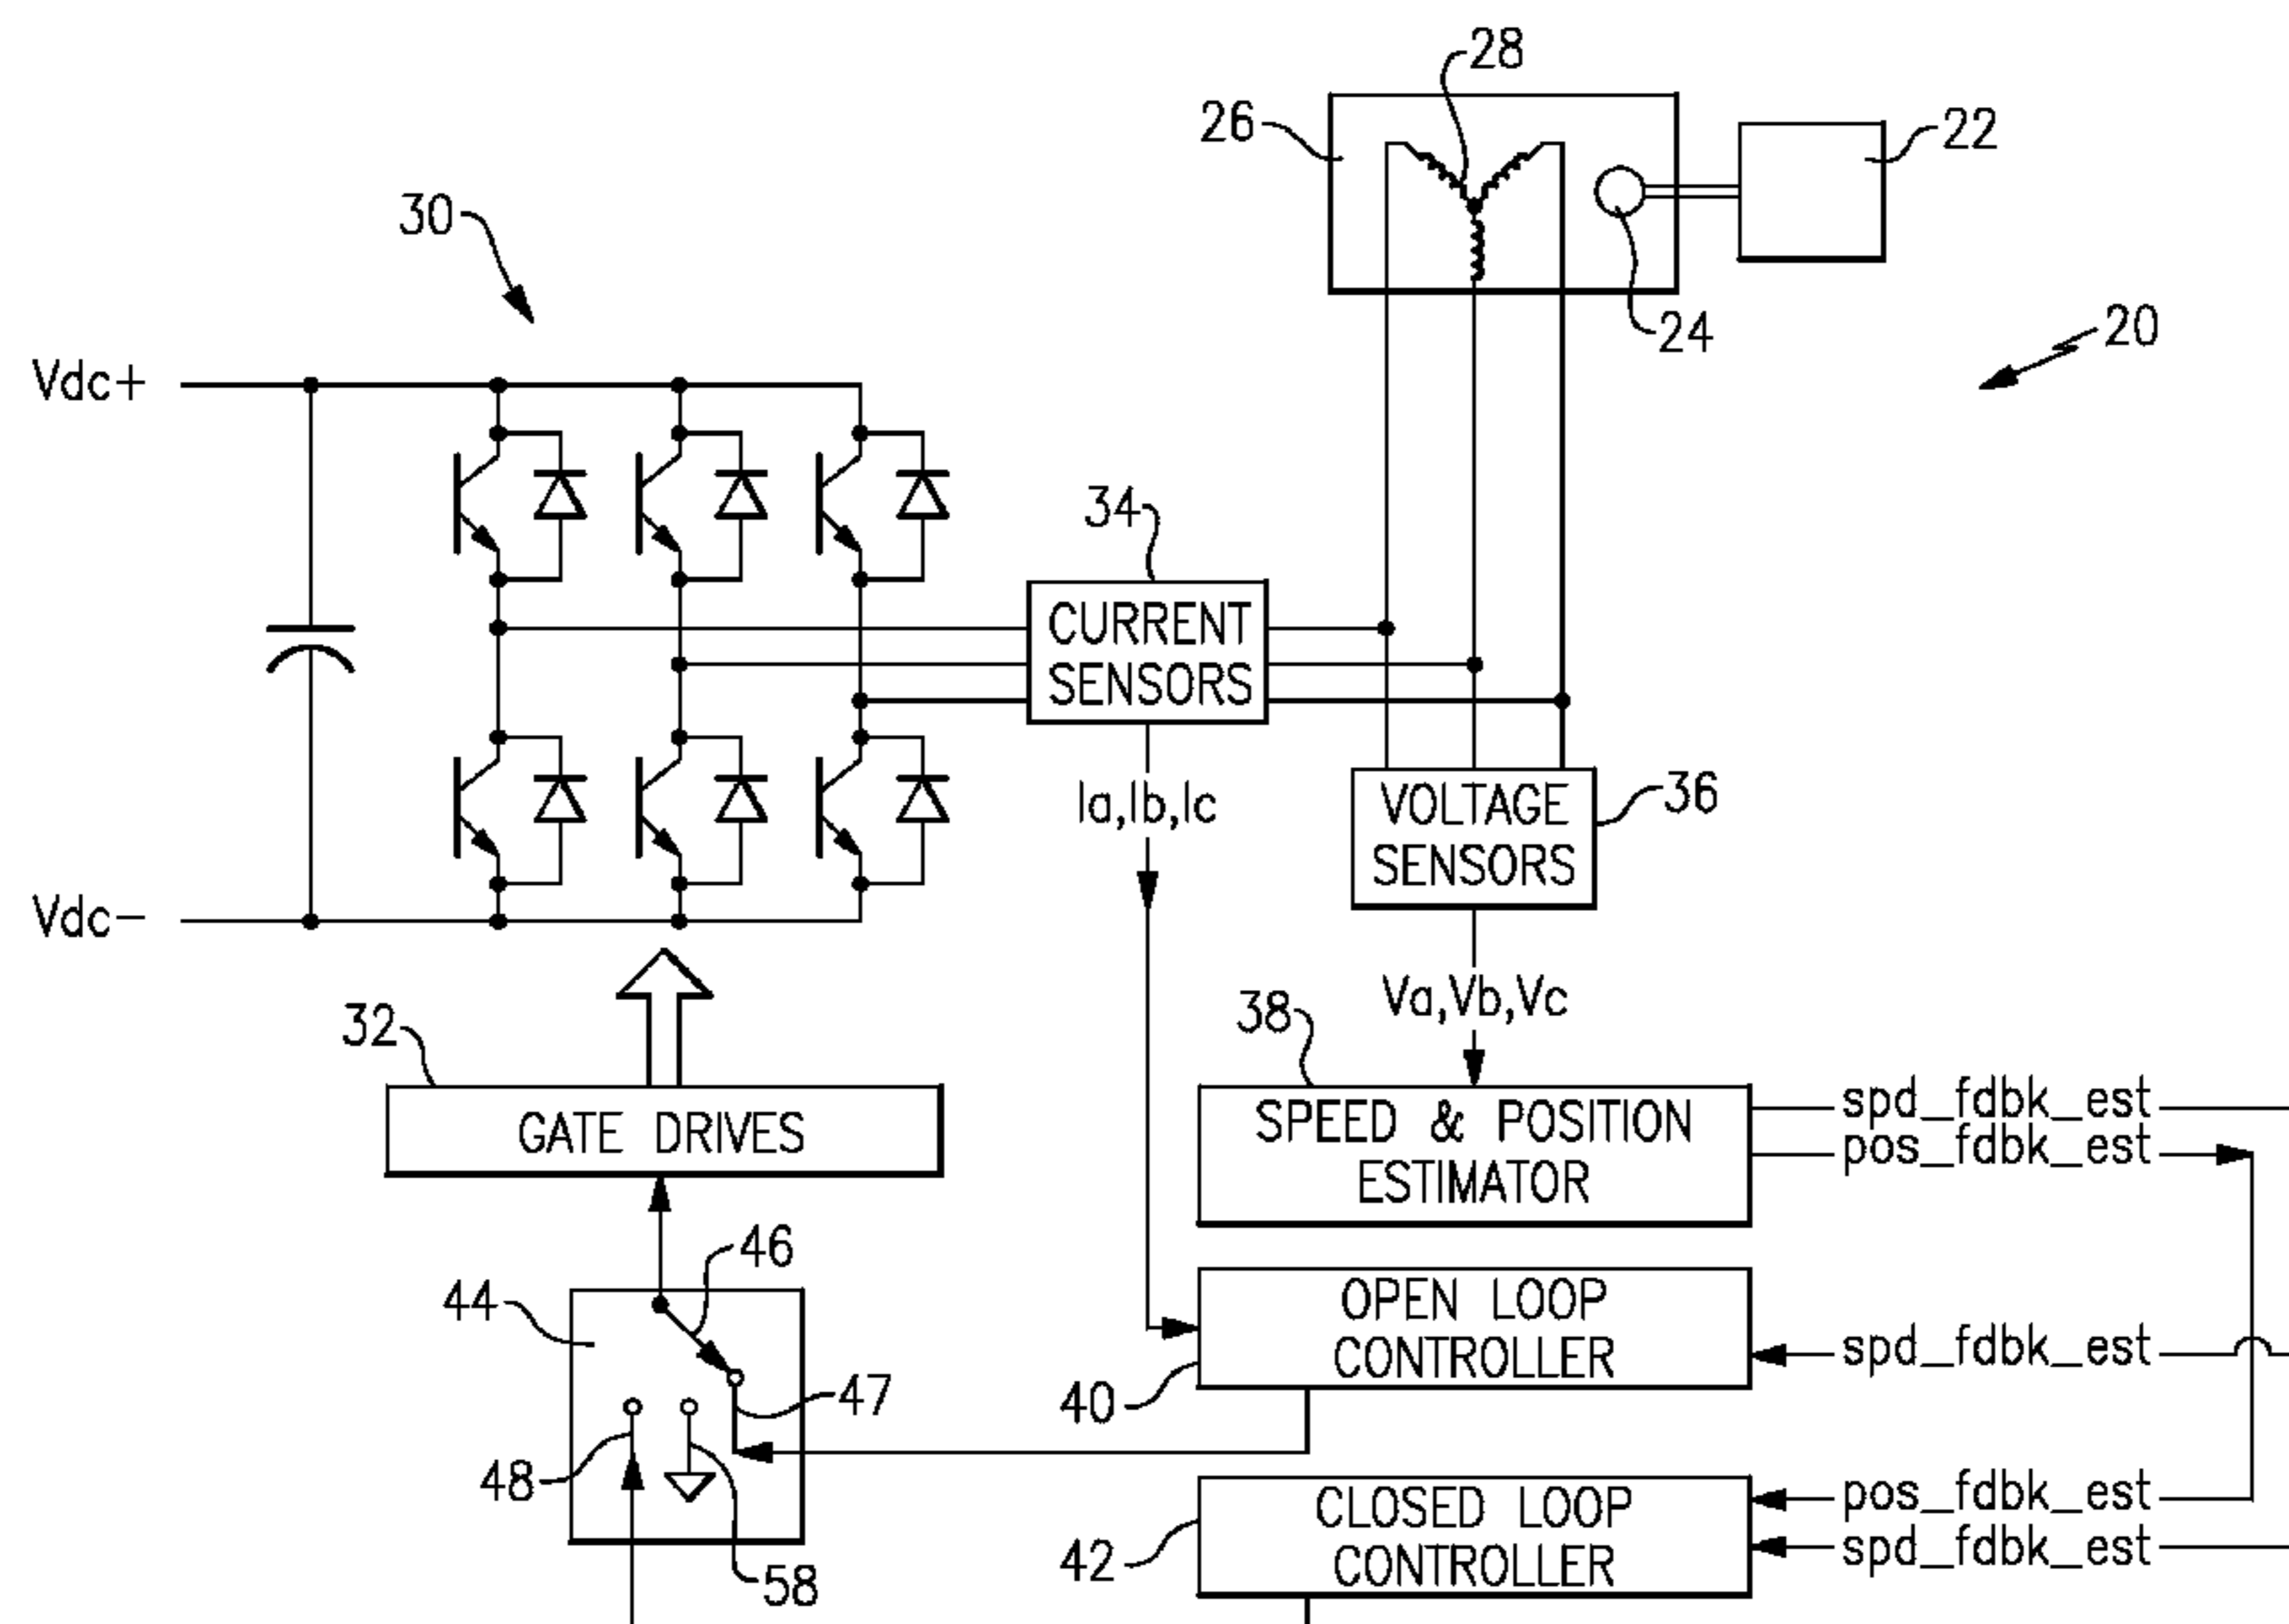 28
26
22
30
24
20
Vdc+
34
CURRENT
SENSORS
Ia,Ib,Ic
VOLTAGE
SENSORS
36
Vdc-
Va,Vb,Vc
32
38
GATE DRIVES
SPEED & POSITION
ESTIMATOR
spd_fdbk_est
pos_fdbk_est
46
44
OPEN LOOP
CONTROLLER
spd_fdbk_est
40
47
48
58
CLOSED LOOP
CONTROLLER
42
pos_fdbk_est
spd_fdbk_est